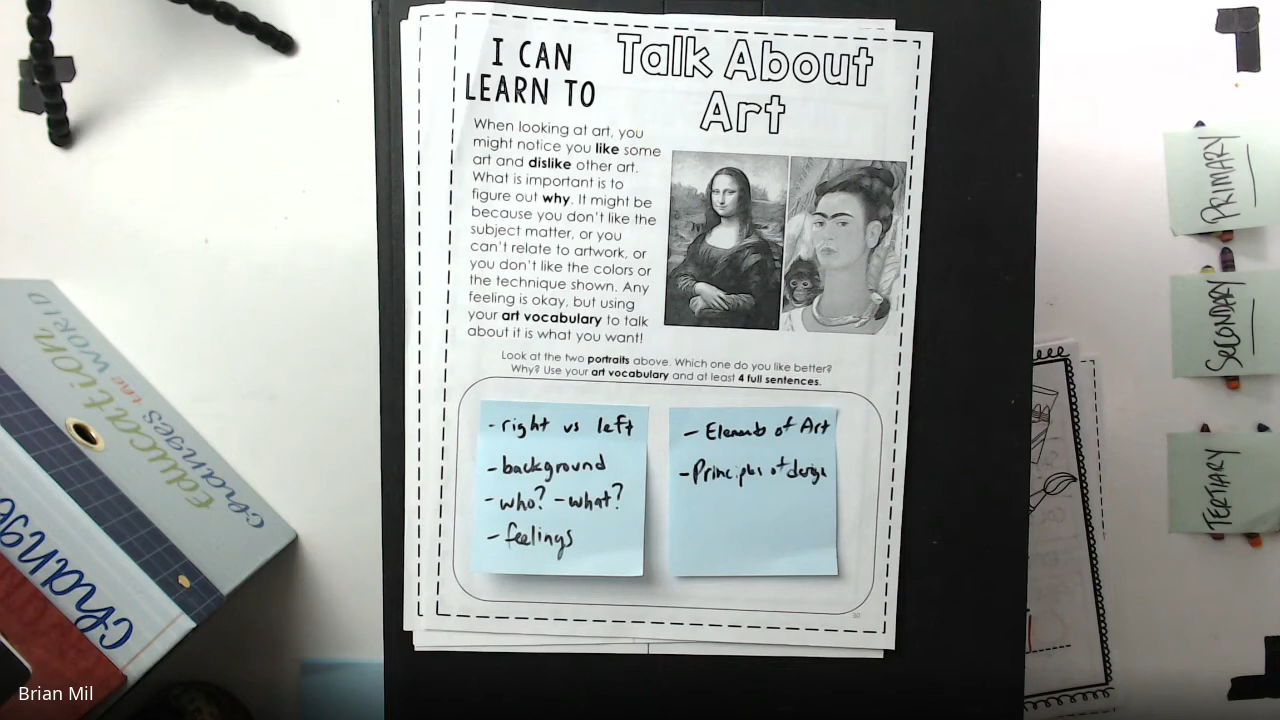 I CAN
LEARN TO
Talk About
Art
When looking at art, you
might notice you like some
art and dislike other art.
What is important is to
figure out why. It might be
because you don't like the
subject matter, or you
can't relate to artwork, or
you don't like the colors or
the technique shown. Any
feeling is okay, but using
your art vocabulary to talk
about it is what you want!
Look at the two portraits above. Which one do you like better?
Why? Use your art vocabulary and at least 4 full sentences.
- right vs left
- background
- who? - what?
- feelings
- Elements of Art
- Principles of design
30
PRIMARY
SECONDARY
TERTIARY
Education
changes the WORLD
change
Brian Mil